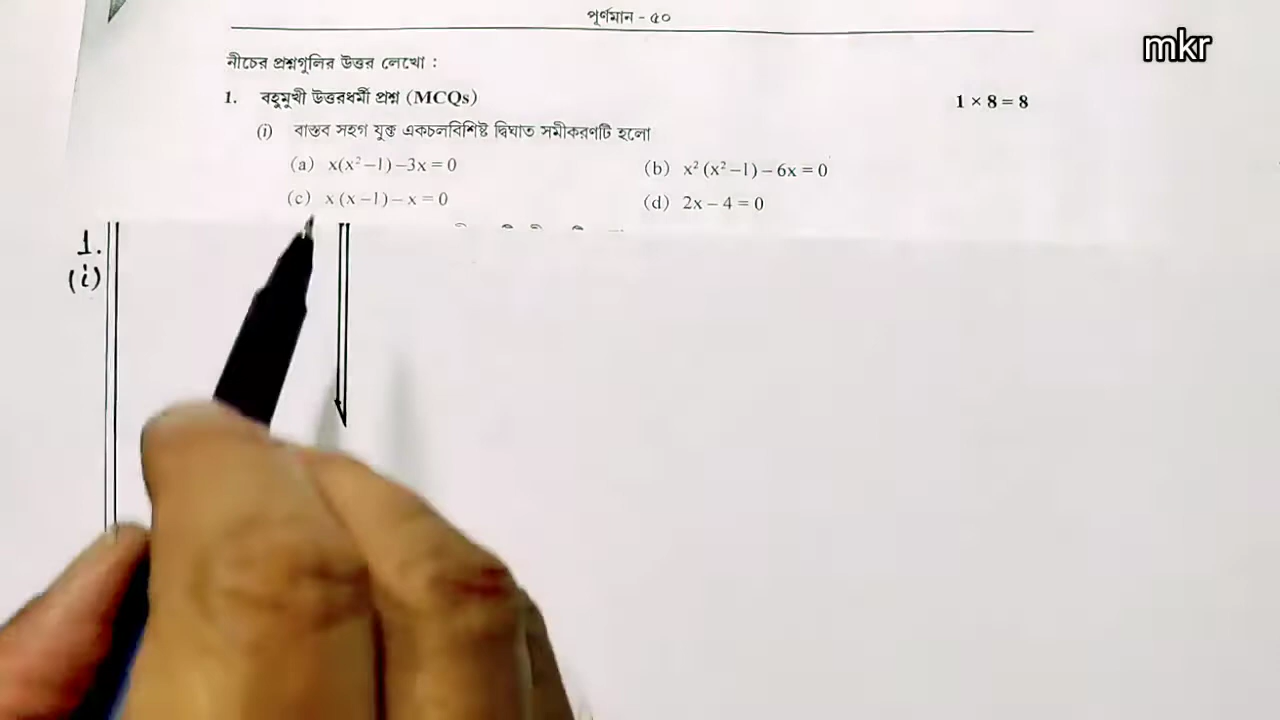 পূর্ণমান - ৫০
mkr
নীচের প্রশ্নগুলির উত্তর লেখো :
1. বহুমুখী উত্তরধর্মী প্রশ্ন (MCQs) 1 × 8 = 8
(i) বাস্তব সহগ যুক্ত একচলবিশিষ্ট দ্বিঘাত সমীকরণটি হলো
(a) x(x²–1)–3x = 0 (b) x² (x²–1) – 6x = 0
(c) x (x –1) – x = 0 (d) 2x – 4 = 0
1.
(i)